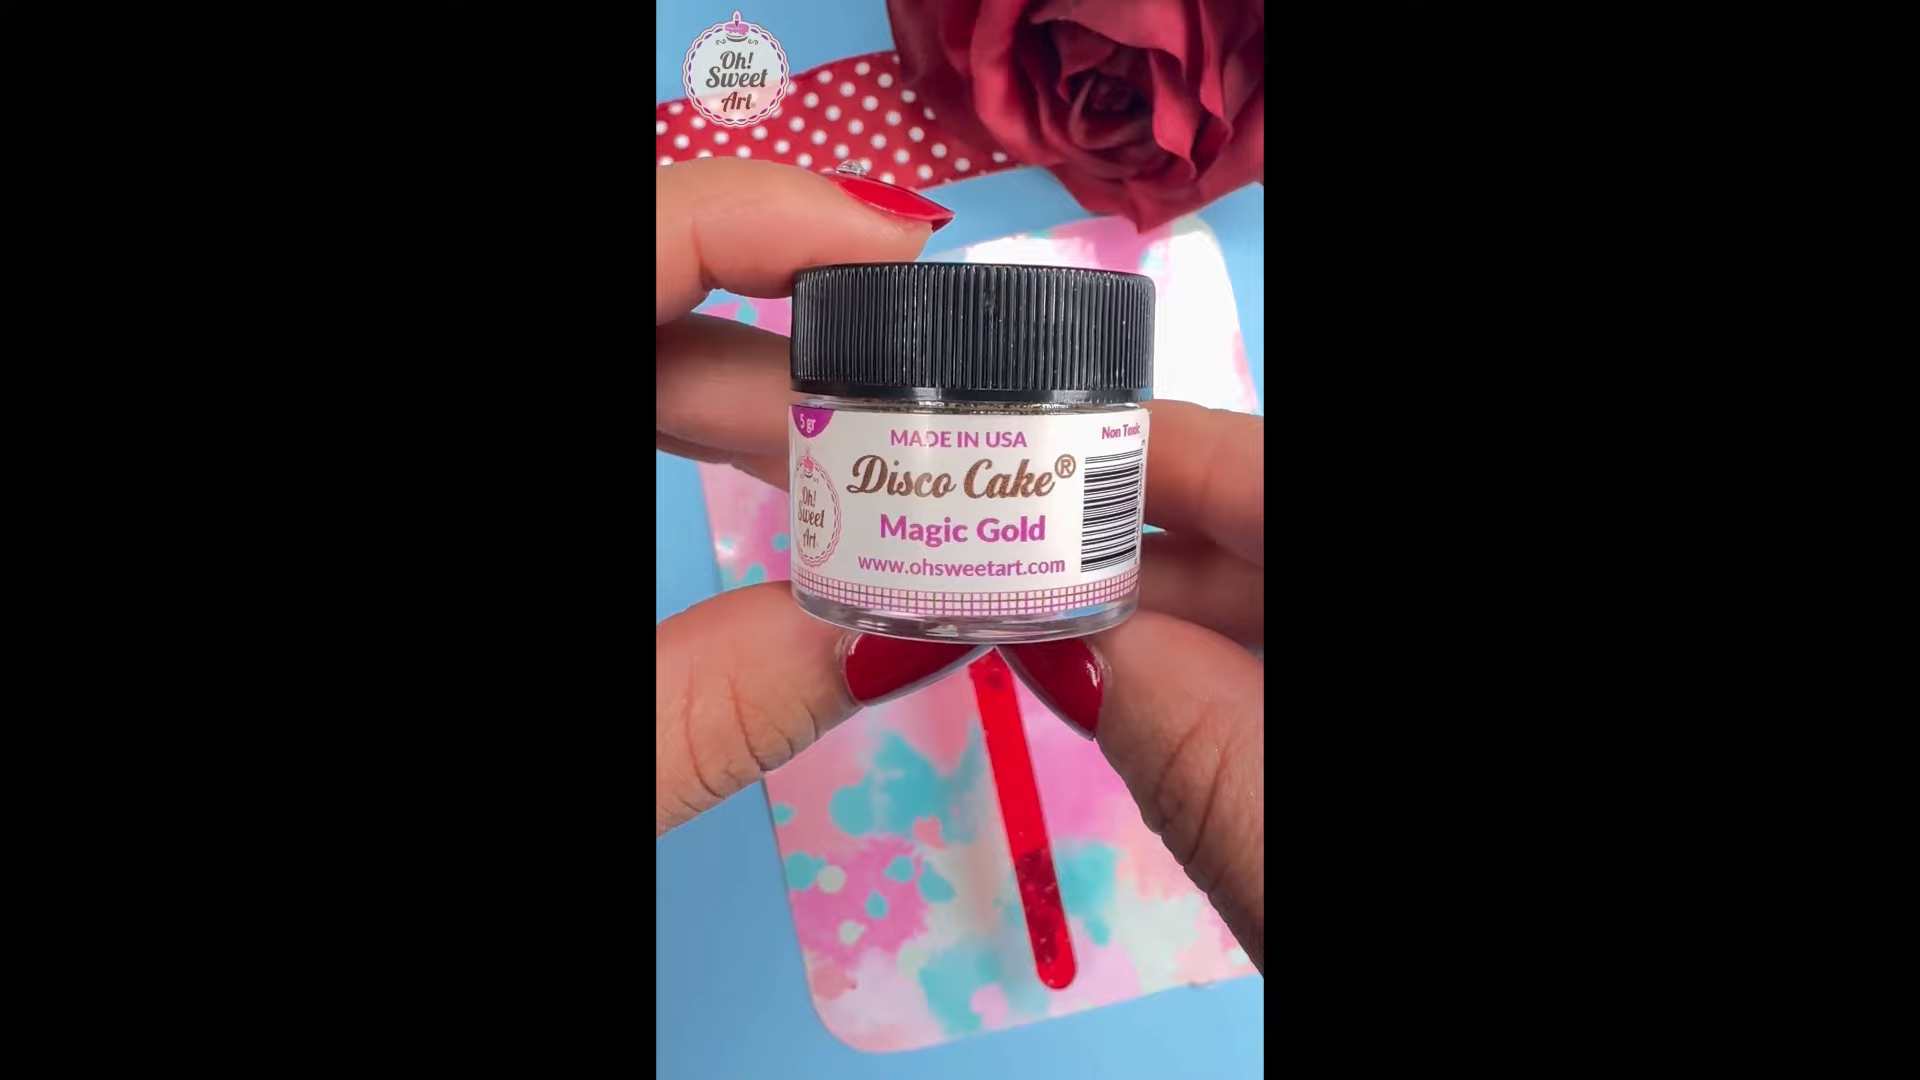 Oh!
Sweet
Art
5 gr
MADE IN USA
Non Toxic
Disco Cake®
Oh!
Sweet
Art
Magic Gold
www.ohsweetart.com